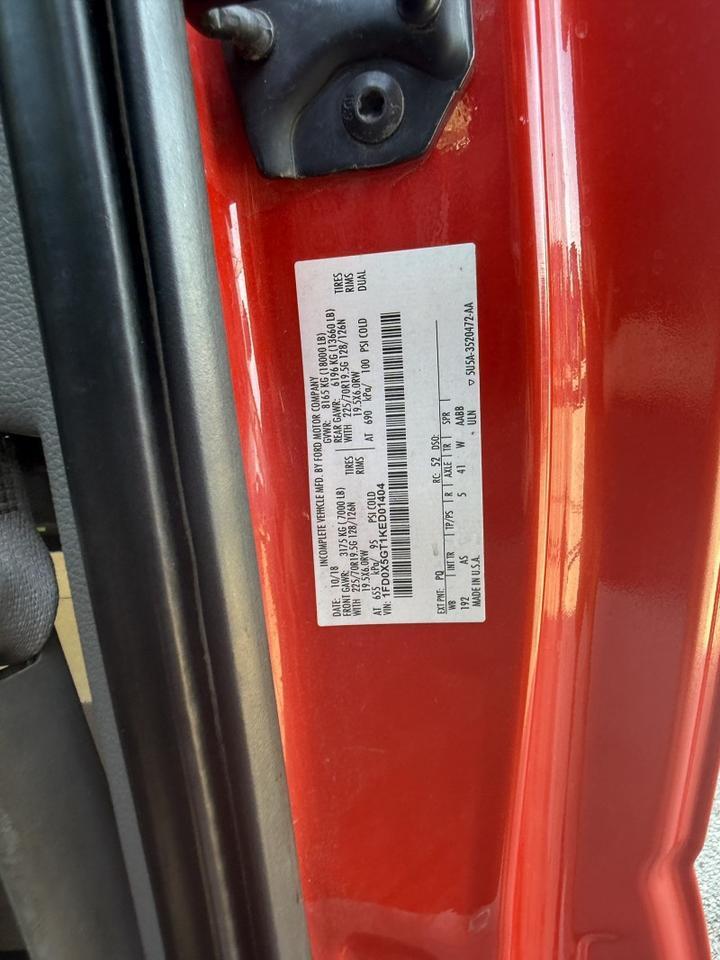 INCOMPLETE VEHICLE MFD. BY FORD MOTOR COMPANY
DATE: 10/18 GVWR: 8165 KG (18000 LB)
FRONT GAWR: 3175 KG (7000 LB) REAR GAWR: 6196 KG (13660 LB)
WITH 225/70R19.5G 128/126N TIRES WITH 225/70R19.5G 128/126N TIRES
19.5X6.0RW RIMS 19.5X6.0RW RIMS
AT 655 kPa/ 95 PSI COLD AT 690 kPa/ 100 PSI COLD DUAL
VIN: 1FD0X5GT1KED01404
EXT PNT: PQ RC: 52 DSO:
WB INT TR TP/PS R AXLE TR SPR
192 AS 5 41 W AABB
MADE IN U.S.A. ULN
▽ 5U5A-3520472-AA